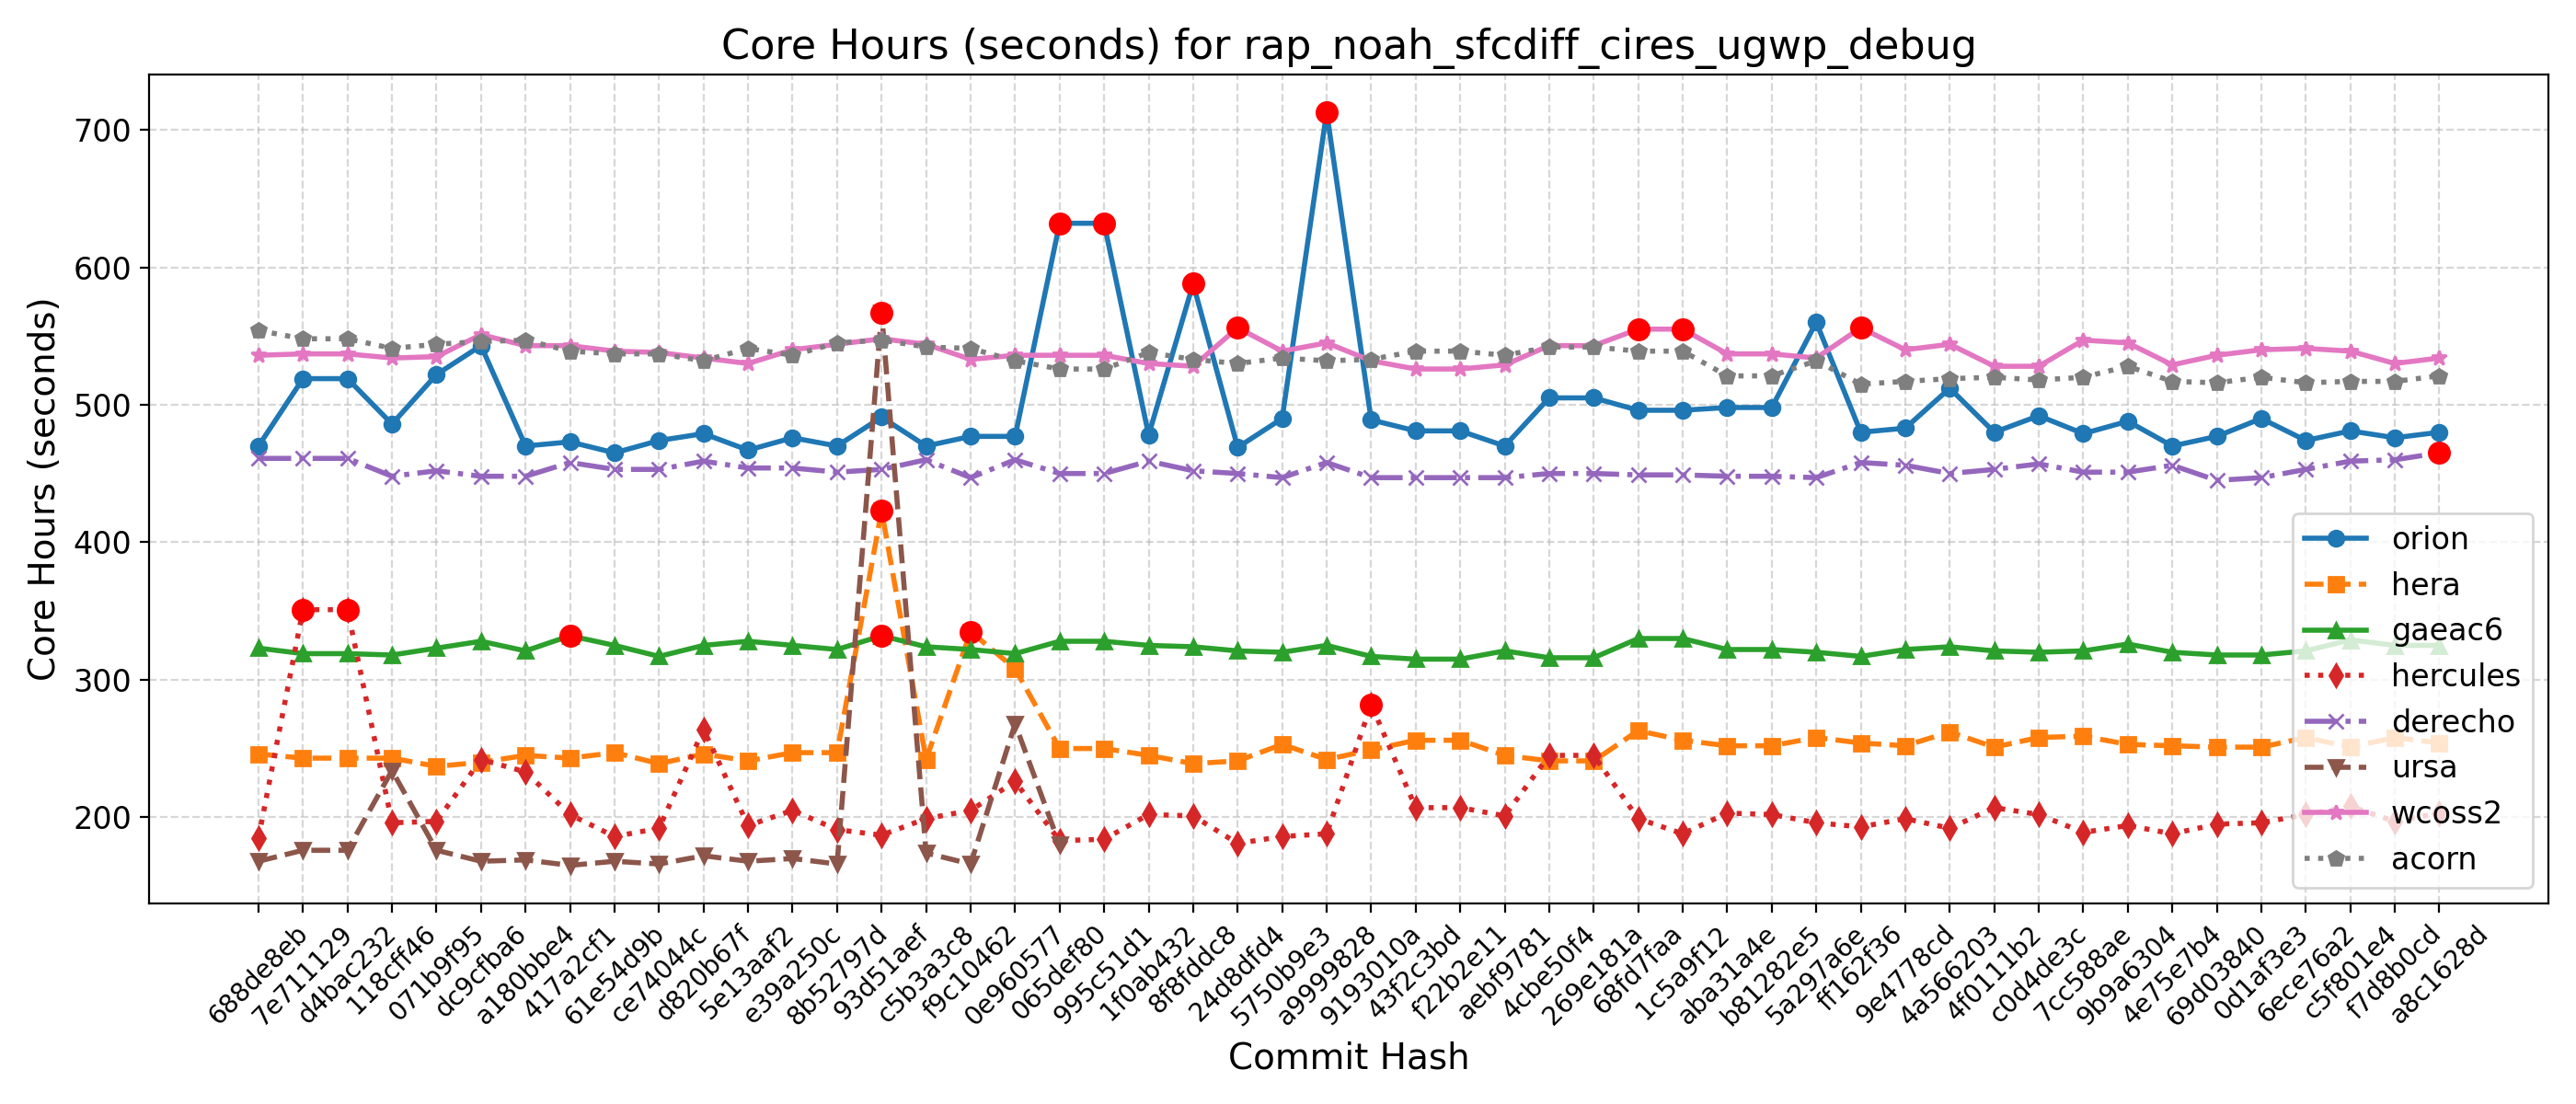 Core Hours (seconds) for rap_noah_sfcdiff_cires_ugwp_debug
Core Hours (seconds)
700
600
500
400
300
200
orion
hera
gaeac6
hercules
derecho
ursa
wcoss2
acorn
688de8eb
7e711129
d4bac232
118cff46
071b9f95
dc9cfba6
a180bbe4
417a2cf1
61e54d9b
ce74044c
d820b67f
5e13aaf2
e39a250c
8b52797d
93d51aef
c5b3a3c8
f9c10462
0e960577
065def80
995c51d1
1f0ab432
8f8fddc8
24d8dfd4
5750b9e3
a9999828
9193010a
43f2c3bd
f22b2e11
aebf9781
4cbe50f4
269e181a
68fd7faa
1c5a9f12
aba31a4e
b81282e5
5a297a6e
ff162f36
9e4778cd
4a566203
4f0111b2
c0d4de3c
7cc588ae
9b9a6304
4e75e7b4
69d03840
0d1af3e3
6ece76a2
c5f801e4
f7d8b0cd
a8c1628d
Commit Hash